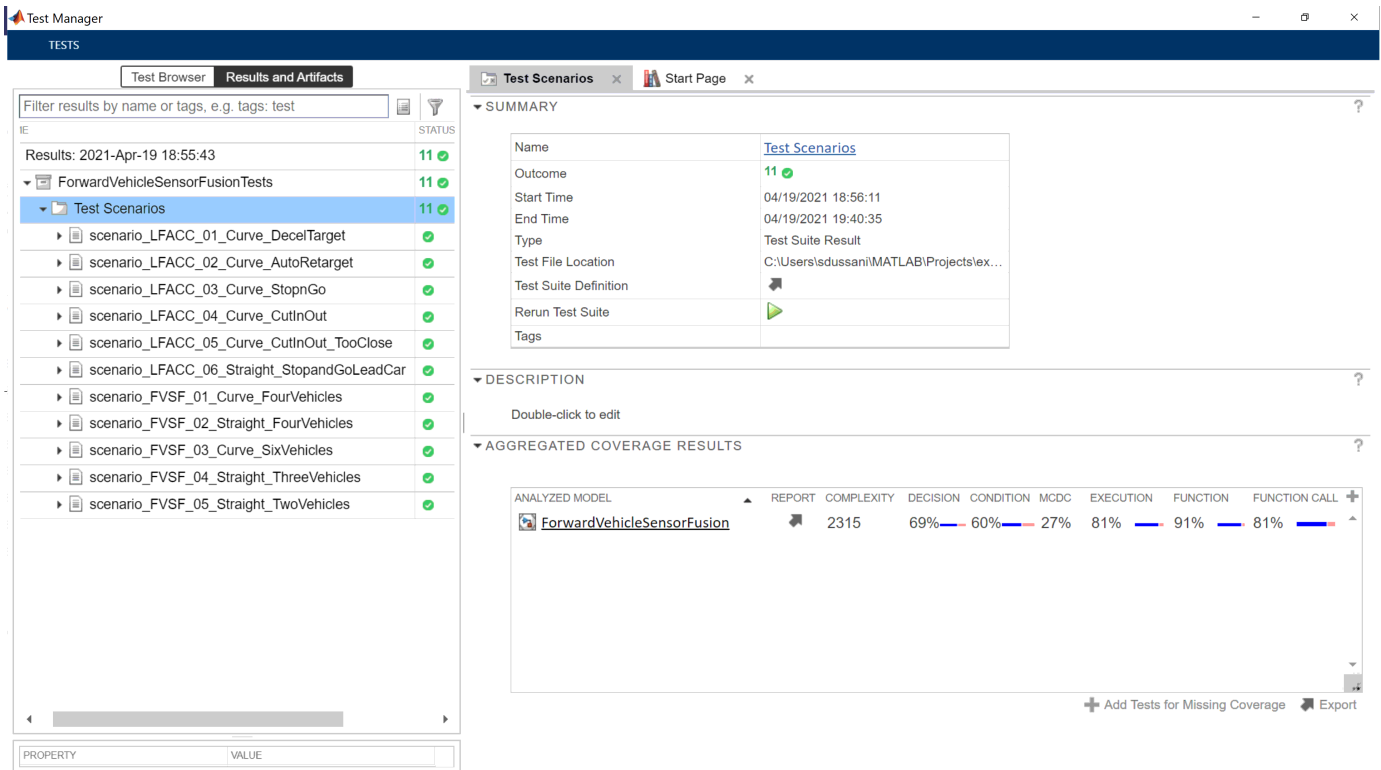 Test Manager
TESTS
Test Browser
Results and Artifacts
Filter results by name or tags, e.g. tags: test
IE
STATUS
Results: 2021-Apr-19 18:55:43
11
ForwardVehicleSensorFusionTests
11
Test Scenarios
11
scenario_LFACC_01_Curve_DecelTarget
scenario_LFACC_02_Curve_AutoRetarget
scenario_LFACC_03_Curve_StopnGo
scenario_LFACC_04_Curve_CutInOut
scenario_LFACC_05_Curve_CutInOut_TooClose
scenario_LFACC_06_Straight_StopandGoLeadCar
scenario_FVSF_01_Curve_FourVehicles
scenario_FVSF_02_Straight_FourVehicles
scenario_FVSF_03_Curve_SixVehicles
scenario_FVSF_04_Straight_ThreeVehicles
scenario_FVSF_05_Straight_TwoVehicles
PROPERTY VALUE
Test Scenarios
Start Page
SUMMARY
?
Name Test Scenarios
Outcome 11
Start Time 04/19/2021 18:56:11
End Time 04/19/2021 19:40:35
Type Test Suite Result
Test File Location C:\Users\sdussani\MATLAB\Projects\ex...
Test Suite Definition
Rerun Test Suite
Tags
DESCRIPTION
?
Double-click to edit
AGGREGATED COVERAGE RESULTS
?
ANALYZED MODEL REPORT COMPLEXITY DECISION CONDITION MCDC EXECUTION FUNCTION FUNCTION CALL
ForwardVehicleSensorFusion 2315 69% 60% 27% 81% 91% 81%
Add Tests for Missing Coverage
Export